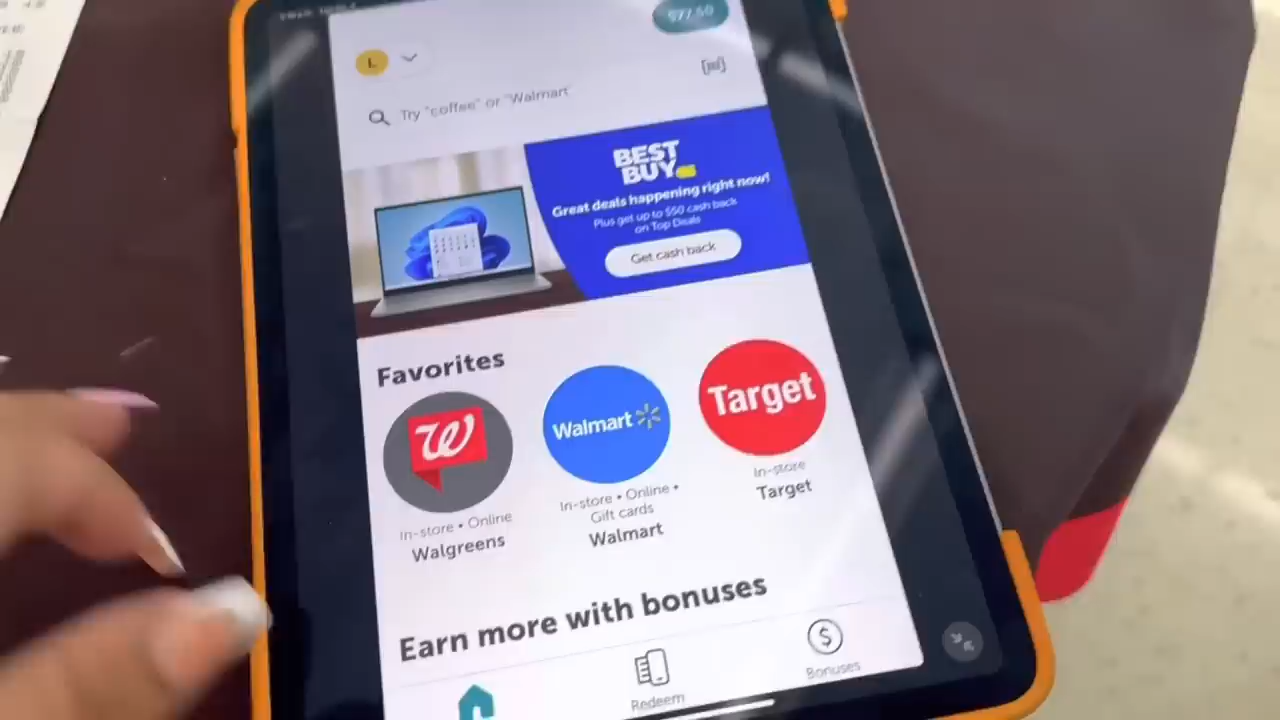 $77.50
L
Try "coffee" or "Walmart"
BEST
BUY
Great deals happening right now!
Plus get up to $50 cash back
on Top Deals
Get cash back
Favorites
Walmart
Target
In-store • Online
Walgreens
In-store • Online •
Gift cards
Walmart
In-store
Target
Earn more with bonuses
Redeem
Bonuses